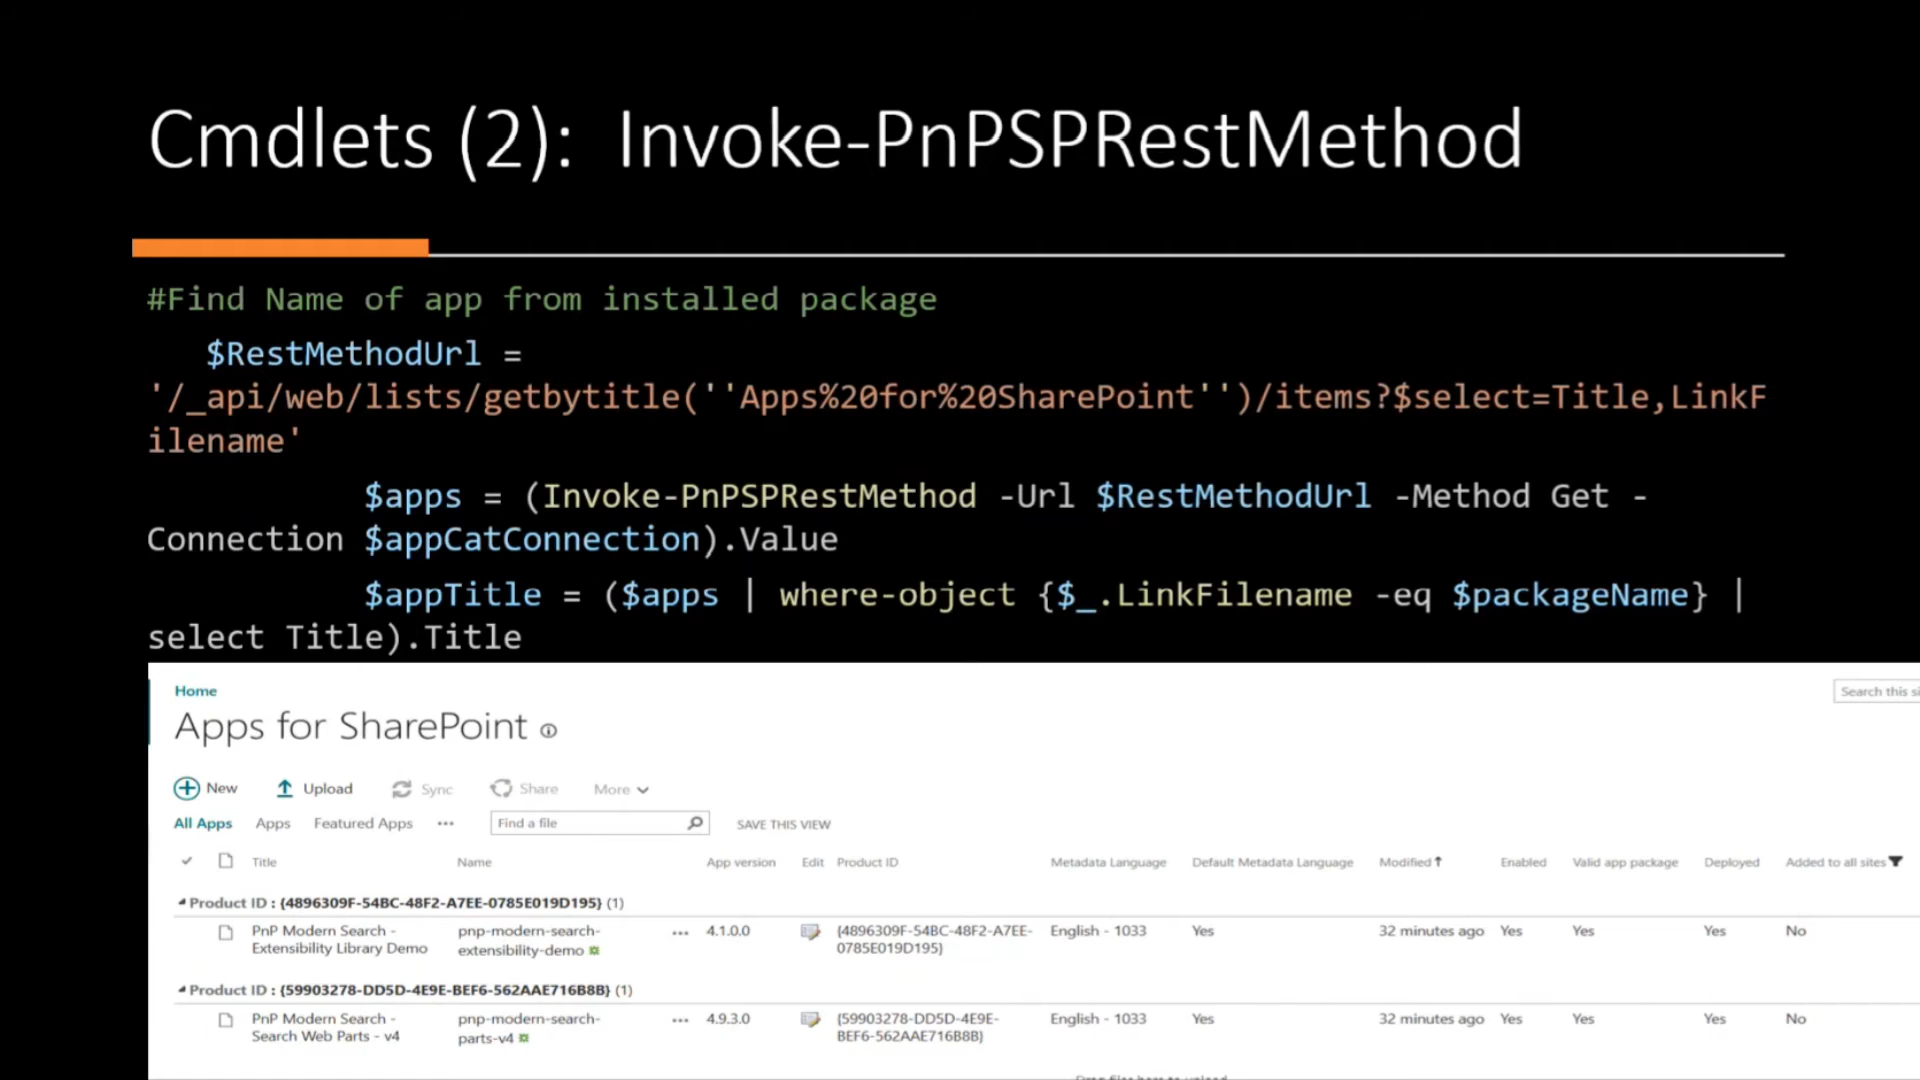 Cmdlets (2): Invoke-PnPSPRestMethod
#Find Name of app from installed package
$RestMethodUrl =
'/_api/web/lists/getbytitle(''Apps%20for%20SharePoint'')/items?$select=Title,LinkF
ilename'
$apps = (Invoke-PnPSPRestMethod -Url $RestMethodUrl -Method Get -
Connection $appCatConnection).Value
$appTitle = ($apps | where-object {$_.LinkFilename -eq $packageName} |
select Title).Title
Home
Search this si
Apps for SharePoint
New Upload Sync Share More
All Apps Apps Featured Apps ••• Find a file SAVE THIS VIEW
Title Name App version Edit Product ID Metadata Language Default Metadata Language Modified Enabled Valid app package Deployed Added to all sites
Product ID : {4896309F-54BC-48F2-A7EE-0785E019D195} (1)
PnP Modern Search - pnp-modern-search- ••• 4.1.0.0 {4896309F-54BC-48F2-A7EE- English - 1033 Yes 32 minutes ago Yes Yes Yes No
Extensibility Library Demo extensibility-demo 0785E019D195}
Product ID : {59903278-DD5D-4E9E-BEF6-562AAE716B8B} (1)
PnP Modern Search - pnp-modern-search- ••• 4.9.3.0 {59903278-DD5D-4E9E- English - 1033 Yes 32 minutes ago Yes Yes Yes No
Search Web Parts - v4 parts-v4 BEF6-562AAE716B8B}